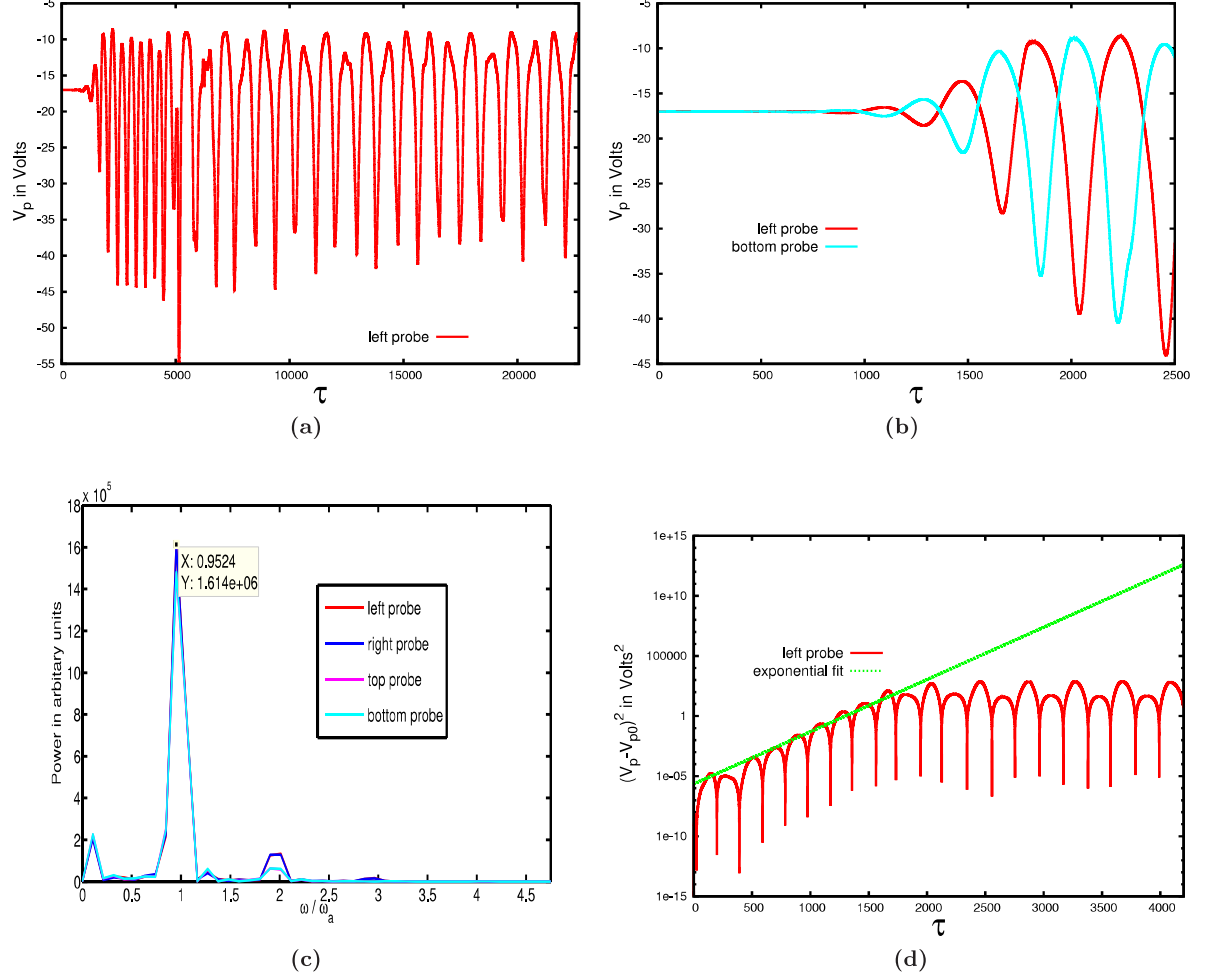 -5
-10
-15
-20
-25
-30
-35
-40
-45
-50
-55
V_p in Volts
left probe
0
5000
10000
15000
20000
τ
(a)
-5
-10
-15
-20
-25
-30
-35
-40
-45
V_p in Volts
left probe
bottom probe
0
500
1000
1500
2000
2500
τ
(b)
x 10^5
18
16
14
12
10
8
6
4
2
0
Power in arbitary units
X: 0.9524
Y: 1.614e+06
left probe
right probe
top probe
bottom probe
0 0.5 1 1.5 2 2.5 3 3.5 4 4.5
ω / ω_a
(c)
1e+15
1e+10
100000
1
1e-05
1e-10
1e-15
(V_p-V_p0)^2 in Volts^2
left probe
exponential fit
0 500 1000 1500 2000 2500 3000 3500 4000
τ
(d)